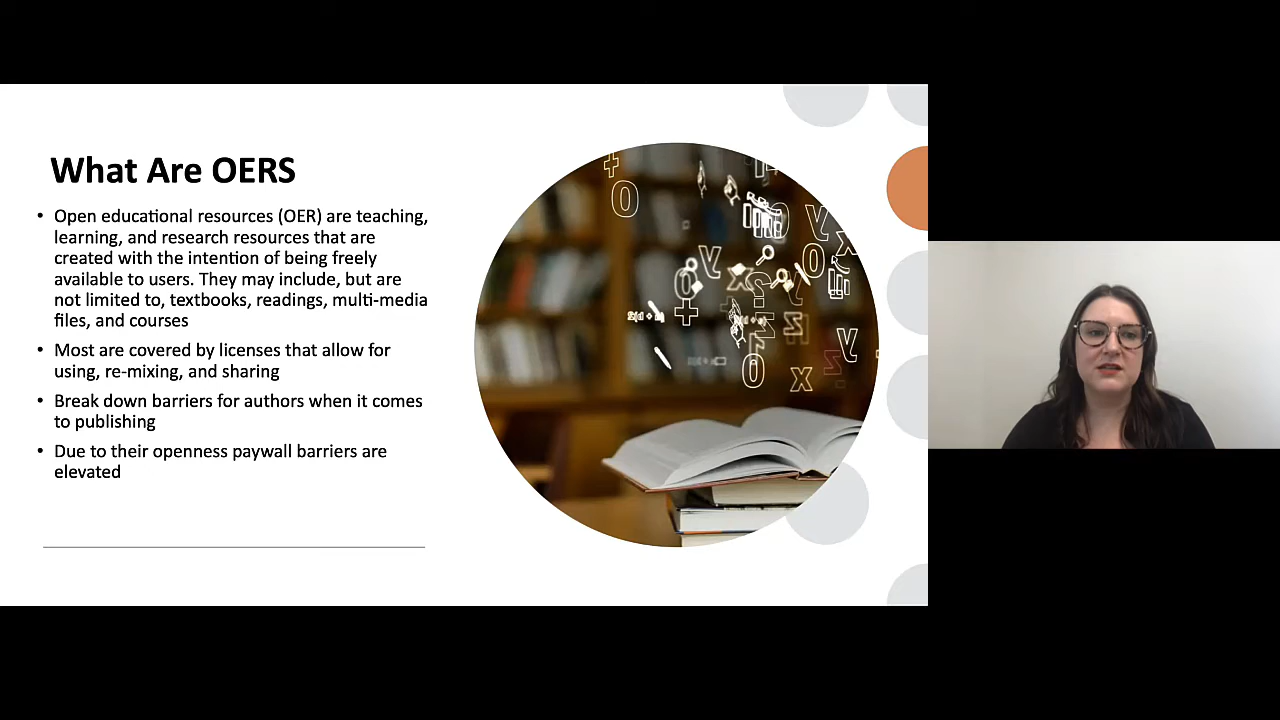 What Are OERS
• Open educational resources (OER) are teaching,
learning, and research resources that are
created with the intention of being freely
available to users. They may include, but are
not limited to, textbooks, readings, multi-media
files, and courses
• Most are covered by licenses that allow for
using, re-mixing, and sharing
• Break down barriers for authors when it comes
to publishing
• Due to their openness paywall barriers are
elevated